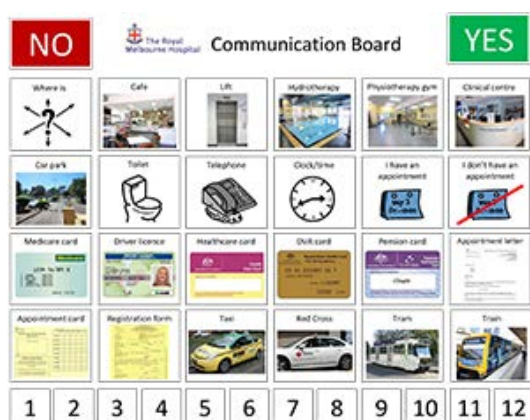 NO
The Royal
Melbourne Hospital
Communication Board
YES
Where is
Cafe
Lift
Hydrotherapy
Physiotherapy gym
Clinical centre
Car park
Toilet
Telephone
Clock/time
I have an
appointment
I don't have an
appointment
Medicare card
Driver licence
Healthcare card
DVA card
Pension card
Appointment letter
Appointment card
Registration form
Taxi
Red Cross
Tram
Train
1 2 3 4 5 6 7 8 9 10 11 12